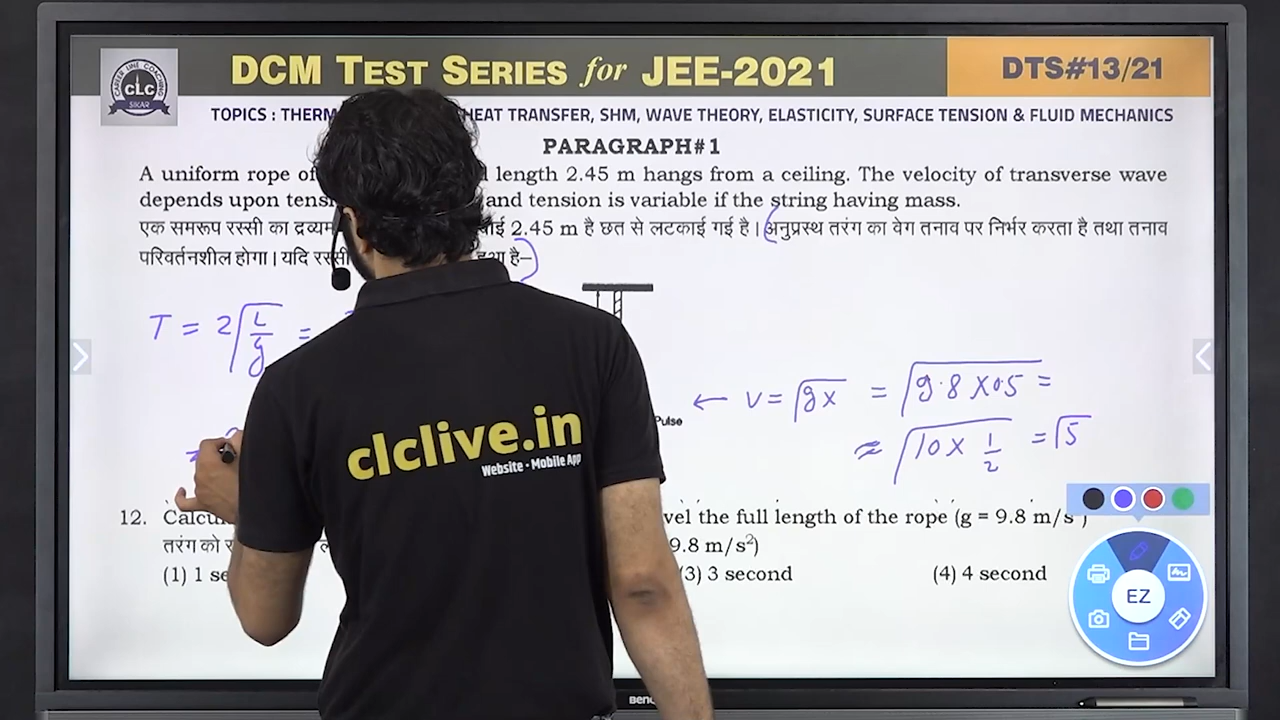 DCM TEST SERIES for JEE-2021
DTS#13/21
CAREER LINE COACHING
CLC
SIKAR
TOPICS : THERM HEAT TRANSFER, SHM, WAVE THEORY, ELASTICITY, SURFACE TENSION & FLUID MECHANICS
PARAGRAPH#1
A uniform rope of length 2.45 m hangs from a ceiling. The velocity of transverse wave
depends upon tens and tension is variable if the string having mass.
एक समरूप रस्सी का द्रव्यम 2.45 m है छत से लटकाई गई है। अनुप्रस्थ तरंग का वेग तनाव पर निर्भर करता है तथा तनाव
परिवर्तनशील होगा। यदि रस्सी हुआ है–
T = 2√(L/g) =
Pulse
← v = √gx = √9.8 X 0.5 =
≈ √10 × 1/2 = √5
12. Calcu vel the full length of the rope (g = 9.8 m/s )
तरंग को 9.8 m/s²)
(1) 1 se (3) 3 second (4) 4 second
clclive.in
Website • Mobile App
EZ
Ben